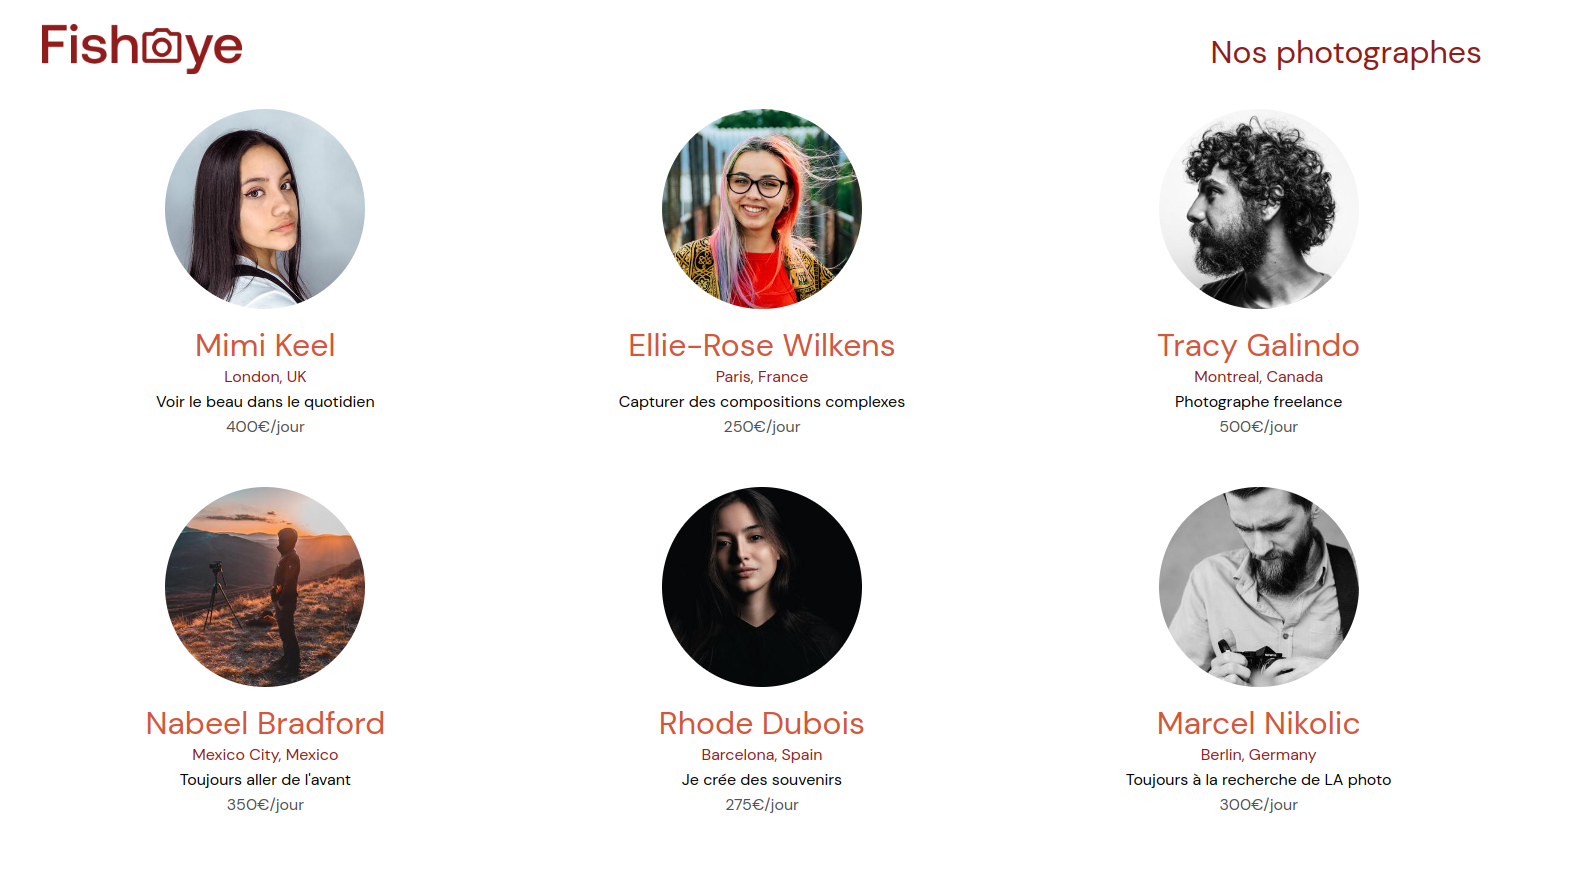 Fisheye
Nos photographes
Mimi Keel
London, UK
Voir le beau dans le quotidien
400€/jour
Ellie-Rose Wilkens
Paris, France
Capturer des compositions complexes
250€/jour
Tracy Galindo
Montreal, Canada
Photographe freelance
500€/jour
Nabeel Bradford
Mexico City, Mexico
Toujours aller de l'avant
350€/jour
Rhode Dubois
Barcelona, Spain
Je crée des souvenirs
275€/jour
Marcel Nikolic
Berlin, Germany
Toujours à la recherche de LA photo
300€/jour